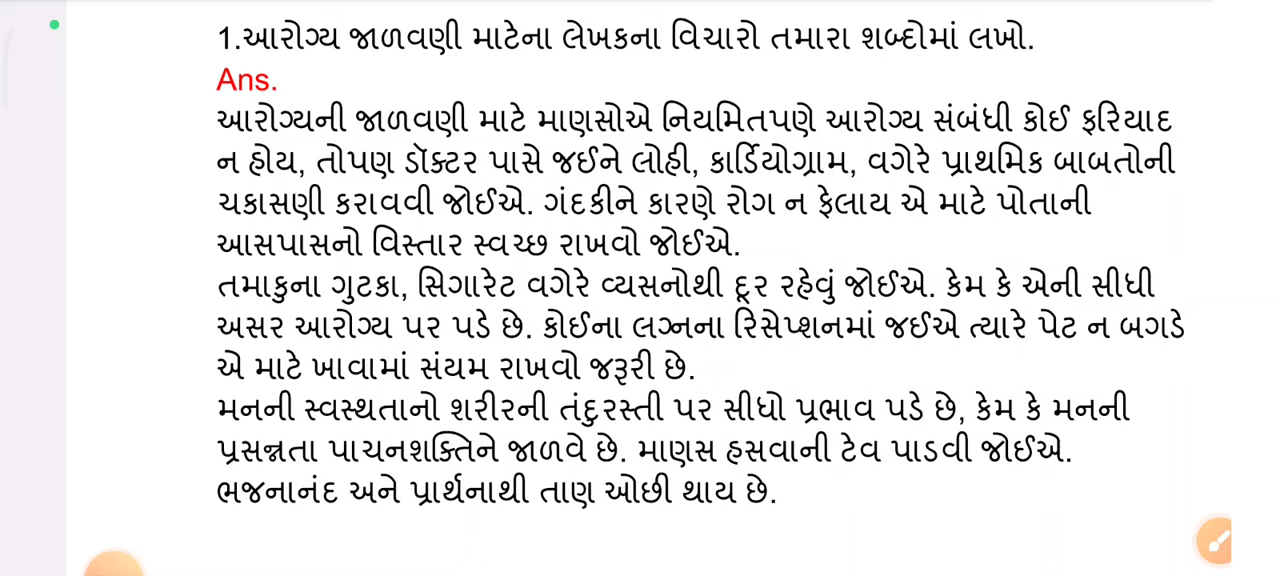 1.આરોગ્ય જાળવણી માટેના લેખકના વિચારો તમારા શબ્દોમાં લખો.
Ans.
આરોગ્યની જાળવણી માટે માણસોએ નિયમિતપણે આરોગ્ય સંબંધી કોઈ ફરિયાદ
ન હોય, તોપણ ડૉક્ટર પાસે જઈને લોહી, કાર્ડિયોગ્રામ, વગેરે પ્રાથમિક બાબતોની
ચકાસણી કરાવવી જોઈએ. ગંદકીને કારણે રોગ ન ફેલાય એ માટે પોતાની
આસપાસનો વિસ્તાર સ્વચ્છ રાખવો જોઈએ.
તમાકુના ગુટકા, સિગારેટ વગેરે વ્યસનોથી દૂર રહેવું જોઈએ. કેમ કે એની સીધી
અસર આરોગ્ય પર પડે છે. કોઈના લગ્નના રિસેપ્શનમાં જઈએ ત્યારે પેટ ન બગડે
એ માટે ખાવામાં સંયમ રાખવો જરૂરી છે.
મનની સ્વસ્થતાનો શરીરની તંદુરસ્તી પર સીધો પ્રભાવ પડે છે, કેમ કે મનની
પ્રસન્નતા પાચનશક્તિને જાળવે છે. માણસ હસવાની ટેવ પાડવી જોઈએ.
ભજનાનંદ અને પ્રાર્થનાથી તાણ ઓછી થાય છે.